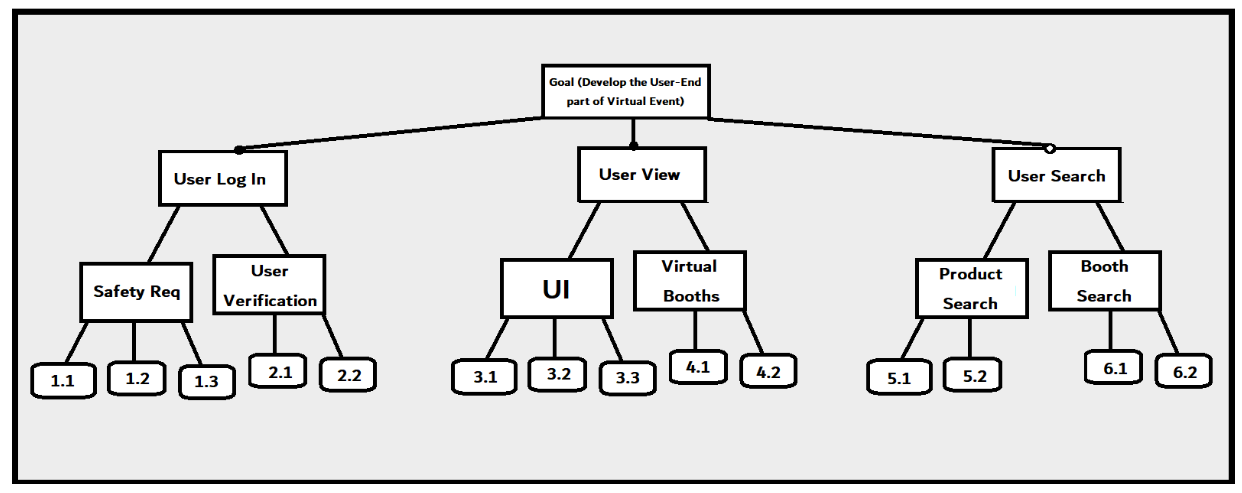 Goal (Develop the User-End
part of Virtual Event)
User Log In
User View
User Search
Safety Req
User
Verification
UI
Virtual
Booths
Product
Search
Booth
Search
1.1
1.2
1.3
2.1
2.2
3.1
3.2
3.3
4.1
4.2
5.1
5.2
6.1
6.2